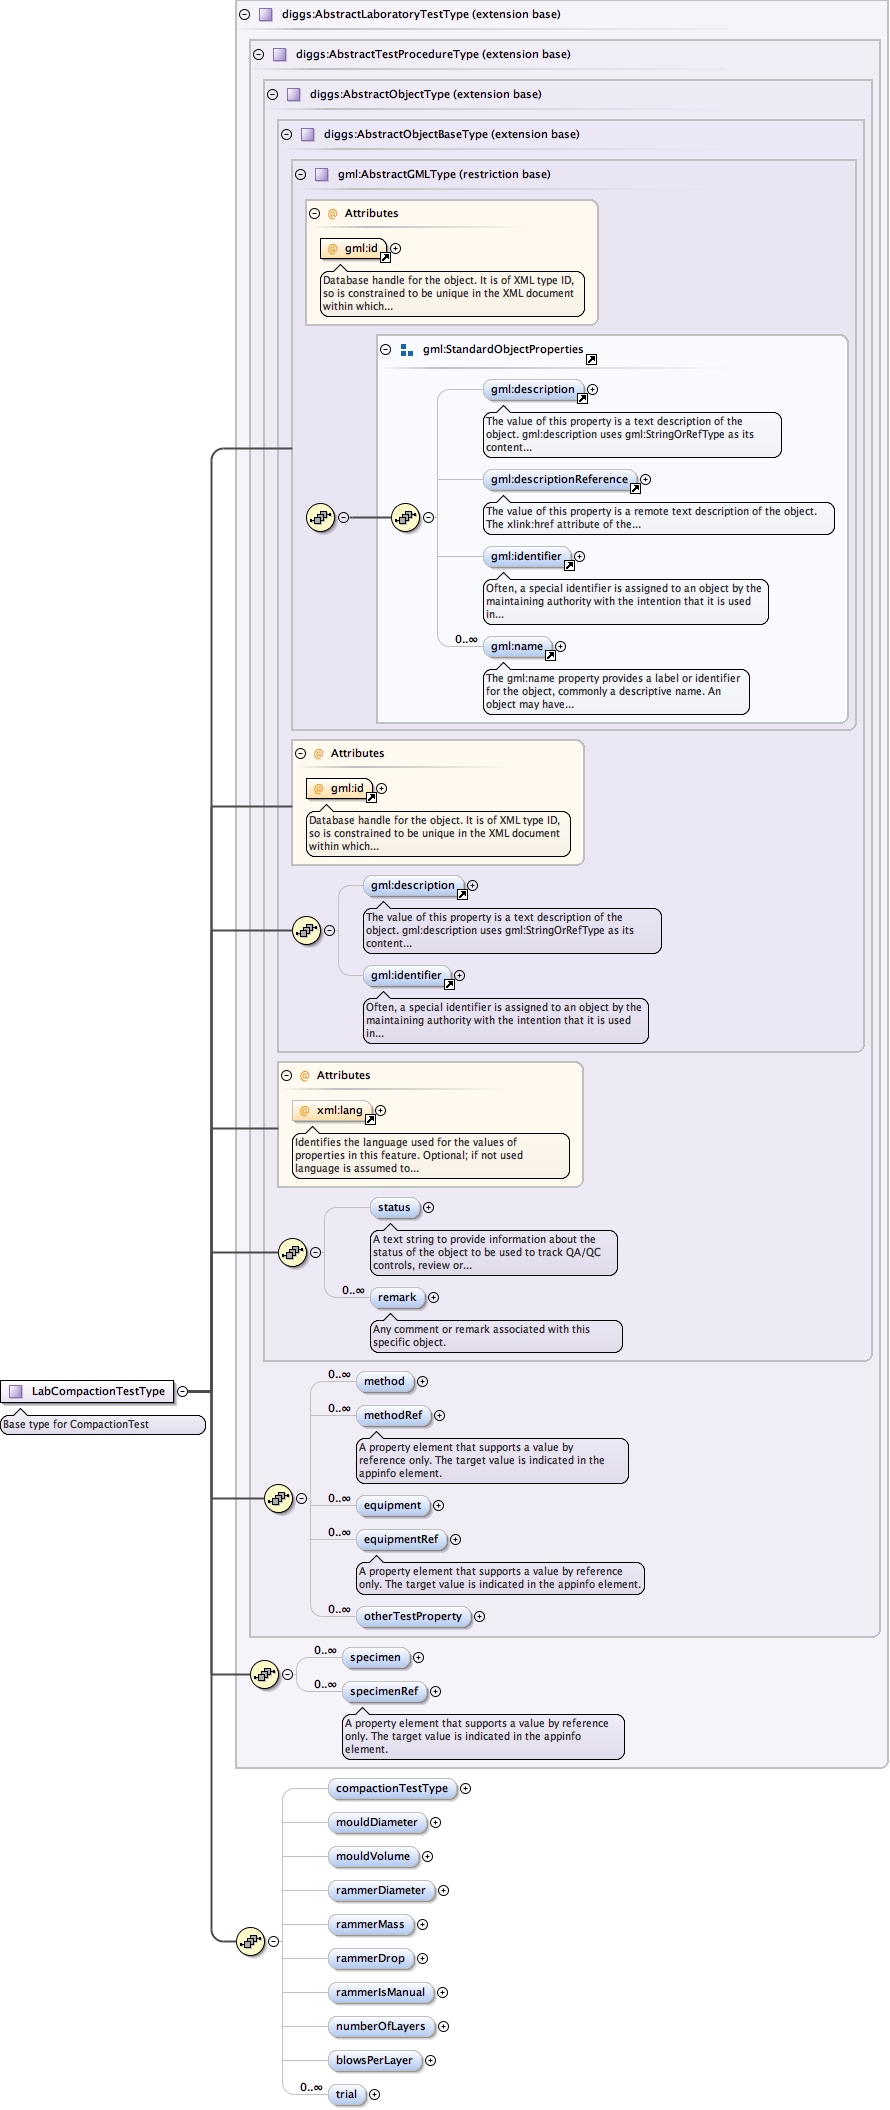 diggs:AbstractLaboratoryTestType (extension base)
diggs:AbstractTestProcedureType (extension base)
diggs:AbstractObjectType (extension base)
diggs:AbstractObjectBaseType (extension base)
gml:AbstractGMLType (restriction base)
@ Attributes
@ gml:id
Database handle for the object. It is of XML type ID,
so is constrained to be unique in the XML document
within which...
gml:StandardObjectProperties
gml:description
The value of this property is a text description of the
object. gml:description uses gml:StringOrRefType as its
content...
gml:descriptionReference
The value of this property is a remote text description of the object.
The xlink:href attribute of the...
gml:identifier
Often, a special identifier is assigned to an object by the
maintaining authority with the intention that it is used
in...
0..∞ gml:name
The gml:name property provides a label or identifier
for the object, commonly a descriptive name. An
object may have...
@ Attributes
@ gml:id
Database handle for the object. It is of XML type ID,
so is constrained to be unique in the XML document
within which...
gml:description
The value of this property is a text description of the
object. gml:description uses gml:StringOrRefType as its
content...
gml:identifier
Often, a special identifier is assigned to an object by the
maintaining authority with the intention that it is used
in...
@ Attributes
@ xml:lang
Identifies the language used for the values of
properties in this feature. Optional; if not used
language is assumed to...
status
A text string to provide information about the
status of the object to be used to track QA/QC
controls, review or...
0..∞ remark
Any comment or remark associated with this
specific object.
LabCompactionTestType
Base type for CompactionTest
0..∞ method
0..∞ methodRef
A property element that supports a value by
reference only. The target value is indicated in the
appinfo element.
0..∞ equipment
0..∞ equipmentRef
A property element that supports a value by reference
only. The target value is indicated in the appinfo element.
0..∞ otherTestProperty
0..∞ specimen
0..∞ specimenRef
A property element that supports a value by reference
only. The target value is indicated in the appinfo
element.
compactionTestType
mouldDiameter
mouldVolume
rammerDiameter
rammerMass
rammerDrop
rammerIsManual
numberOfLayers
blowsPerLayer
0..∞ trial